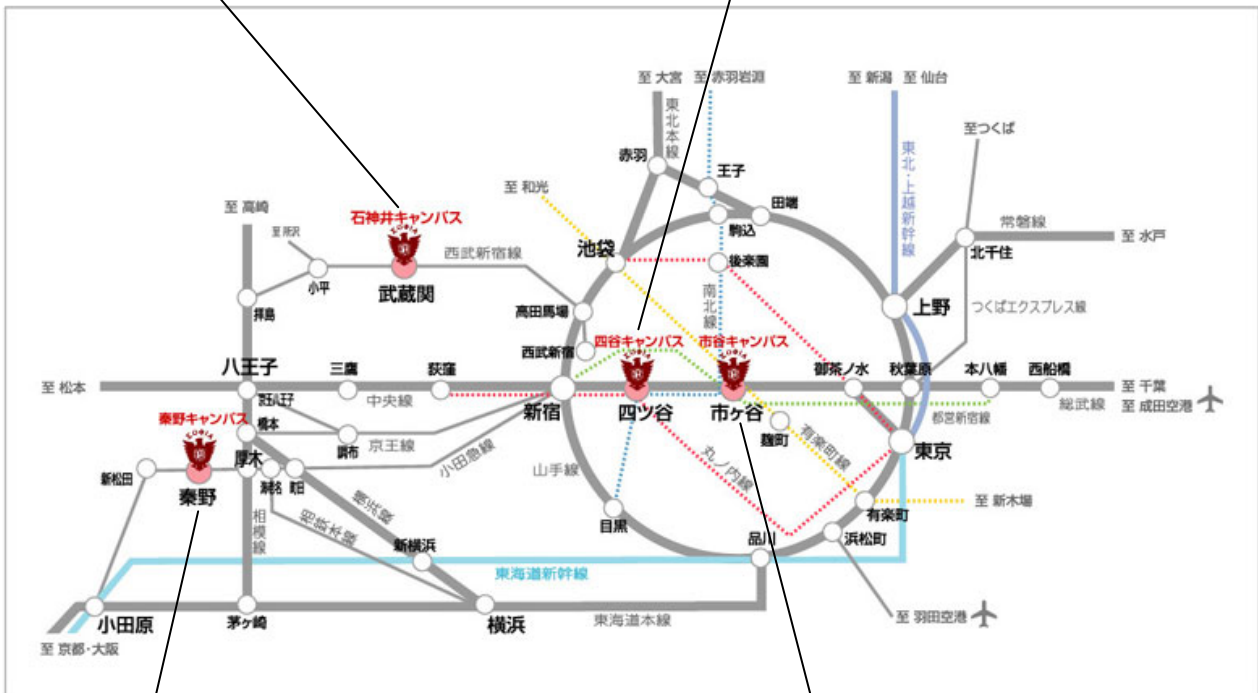 至 大宮
至 赤羽岩淵
至 新潟
至 仙台
東北本線
至つくば
赤羽
王子
東北・上越新幹線
至 和光
田端
至 高崎
石神井キャンパス
駒込
常磐線
至 水戸
至 所沢
西武新宿線
池袋
後楽園
北千住
小平
武蔵関
南北線
拝島
高田馬場
上野
つくばエクスプレス線
西武新宿
四谷キャンパス
市谷キャンパス
八王子
三鷹
荻窪
御茶ノ水
秋葉原
本八幡
西船橋
至 松本
中央線
至 千葉
京王八子
新宿
四ツ谷
市ヶ谷
都営新宿線
総武線
至 成田空港
秦野キャンパス
橋本
調布
京王線
麹町
有楽町線
東京
厚木
小田急線
山手線
丸ノ内線
新松田
秦野
海老名
町田
横浜線
相模線
相鉄本線
目黒
有楽町
至 新木場
浜松町
新横浜
品川
東海道新幹線
小田原
茅ヶ崎
横浜
東海道本線
至 羽田空港
至 京都・大阪